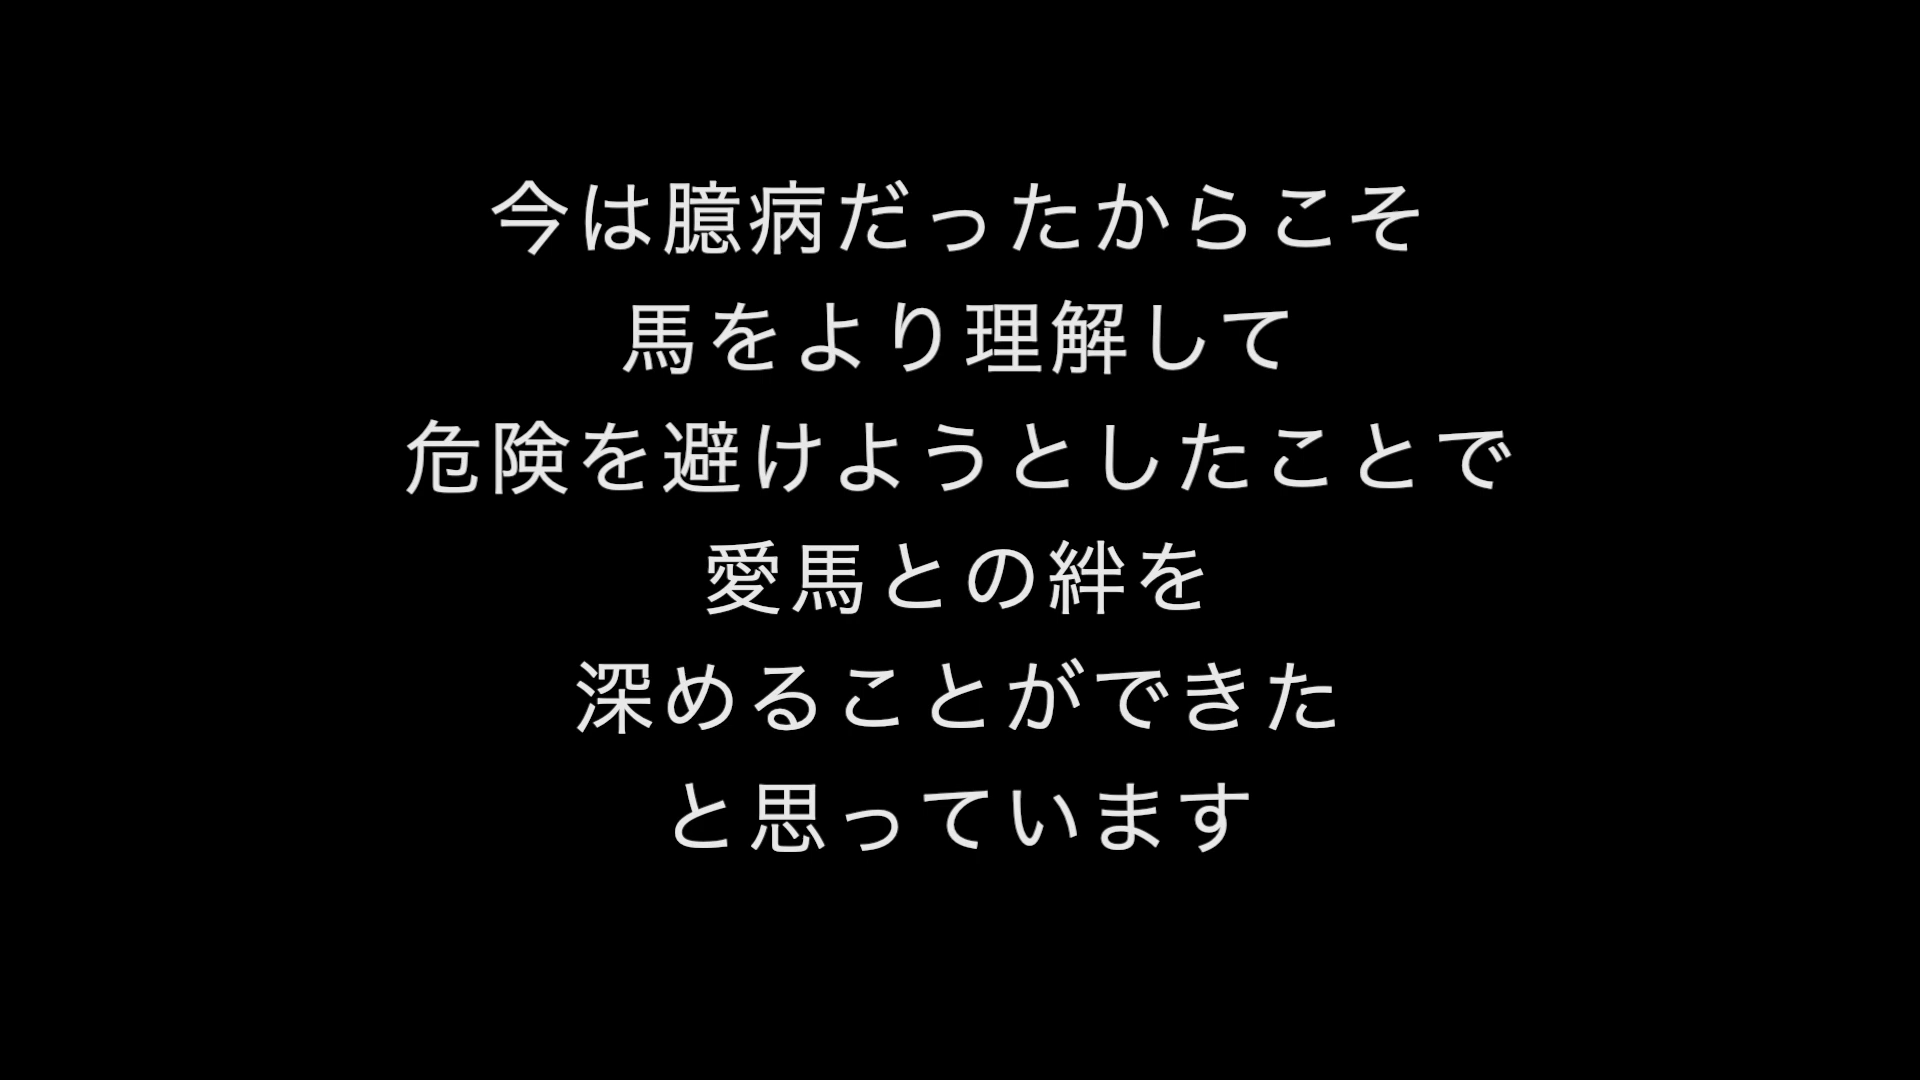 今は臆病だったからこそ
馬をより理解して
危険を避けようとしたことで
愛馬との絆を
深めることができた
と思っています